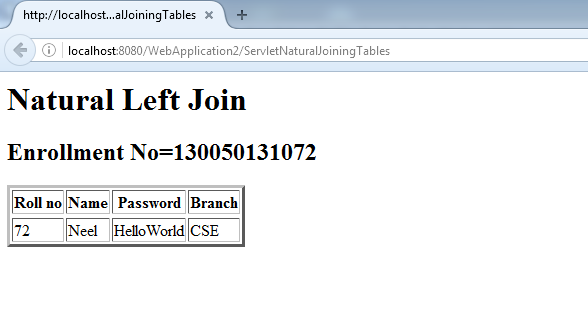 http://localhost...alJoiningTables
localhost:8080/WebApplication2/ServletNaturalJoiningTables
Natural Left Join
Enrollment No=130050131072
Roll no Name Password Branch
72 Neel HelloWorld CSE